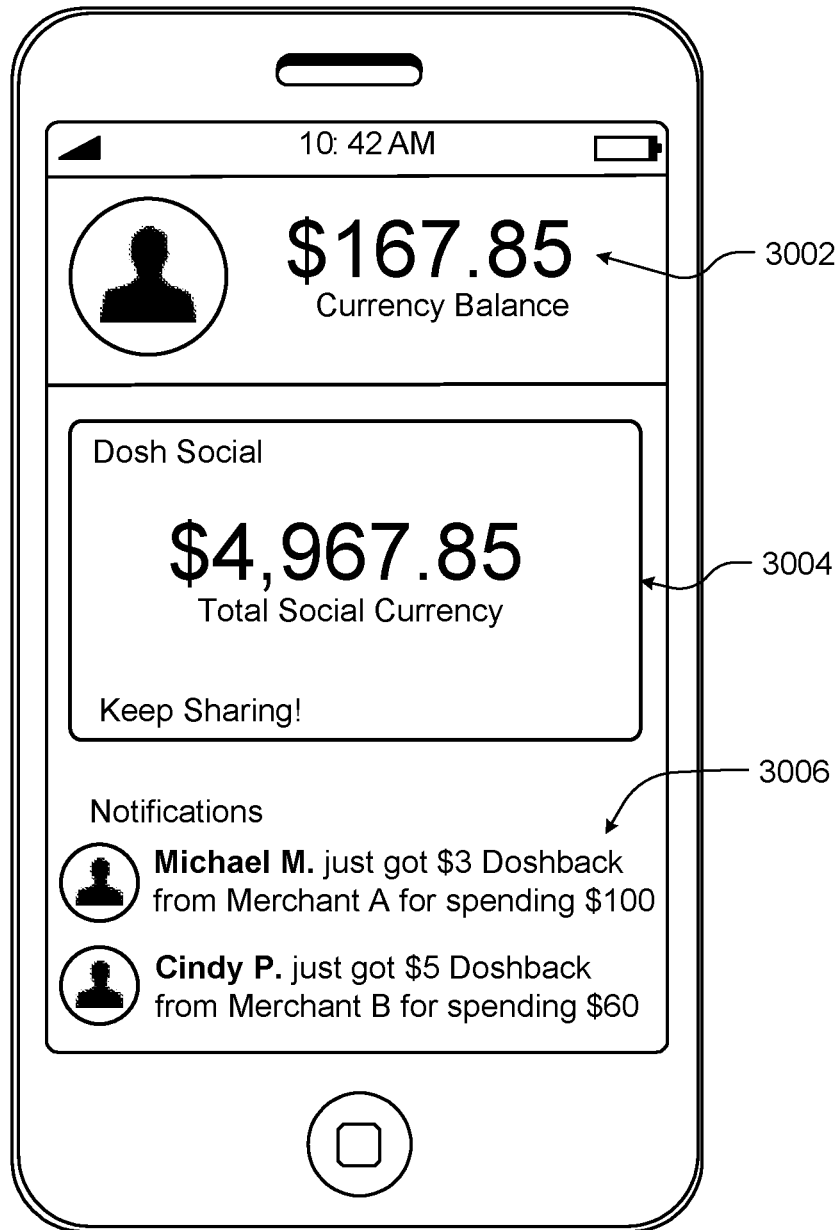 10: 42 AM
$167.85
3002
Currency Balance
Dosh Social
$4,967.85
3004
Total Social Currency
Keep Sharing!
3006
Notifications
Michael M. just got $3 Doshback
from Merchant A for spending $100
Cindy P. just got $5 Doshback
from Merchant B for spending $60